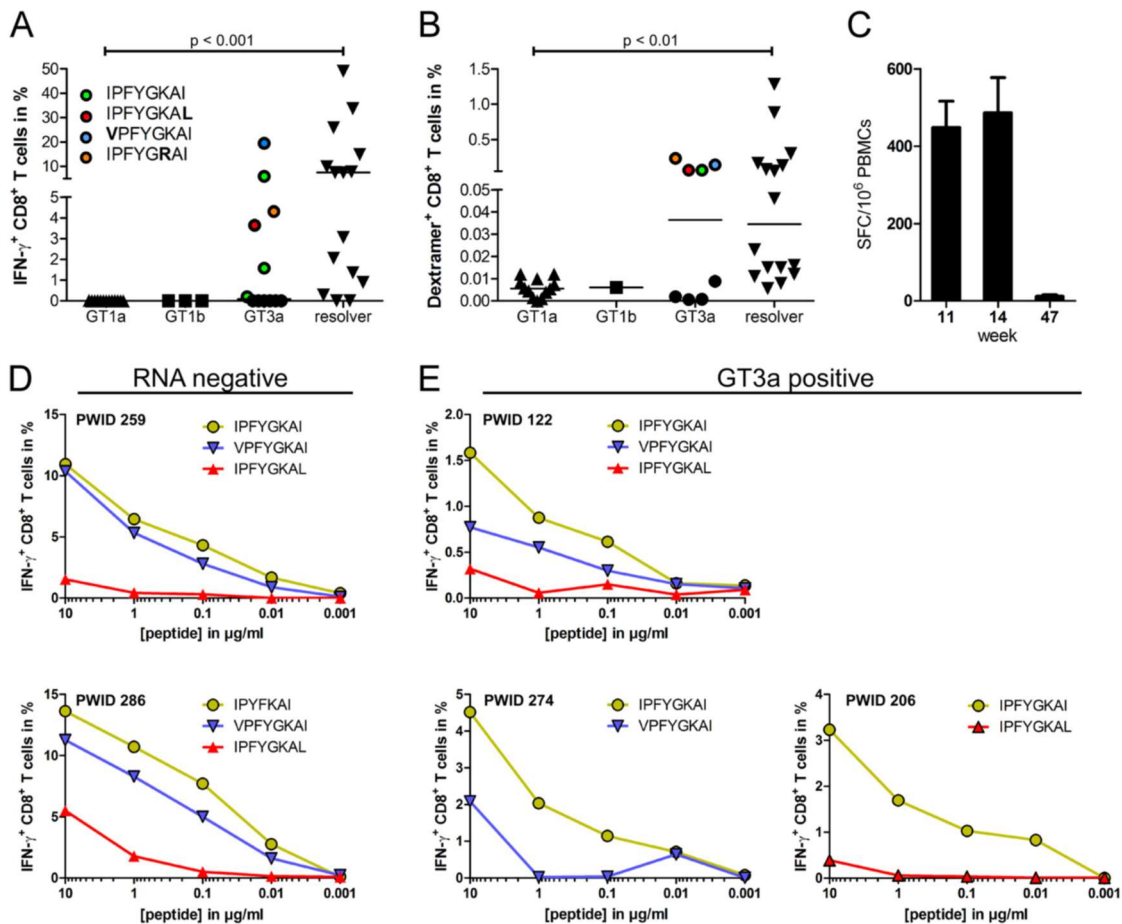 A
p < 0.001
IFN-γ⁺ CD8⁺ T cells in %
50
40
30
20
10
5
4
3
2
1
0
IPFYGKAI
IPFYGKAL
VPFYGKAI
IPFYGRAI
GT1a GT1b GT3a resolver
B
p < 0.01
Dextramer⁺ CD8⁺ T cells in %
1.5
1.0
0.5
0.05
0.04
0.03
0.02
0.01
0.00
GT1a GT1b GT3a resolver
C
SFC/10⁶ PBMCs
600
400
200
0
11 14 47
week
D RNA negative
PWID 259
IFN-γ⁺ CD8⁺ T cells in %
15
10
5
0
IPFYGKAI
VPFYGKAI
IPFYGKAL
10 1 0.1 0.01 0.001
[peptide] in µg/ml
E GT3a positive
PWID 122
IFN-γ⁺ CD8⁺ T cells in %
2.0
1.5
1.0
0.5
0.0
IPFYGKAI
VPFYGKAI
IPFYGKAL
10 1 0.1 0.01 0.001
[peptide] in µg/ml
PWID 286
IFN-γ⁺ CD8⁺ T cells in %
15
10
5
0
IPYFKAI
VPFYGKAI
IPFYGKAL
10 1 0.1 0.01 0.001
[peptide] in µg/ml
PWID 274
IFN-γ⁺ CD8⁺ T cells in %
5
4
3
2
1
0
IPFYGKAI
VPFYGKAI
10 1 0.1 0.01 0.001
[peptide] in µg/ml
PWID 206
IFN-γ⁺ CD8⁺ T cells in %
4
3
2
1
0
IPFYGKAI
IPFYGKAL
10 1 0.1 0.01 0.001
[peptide] in µg/ml